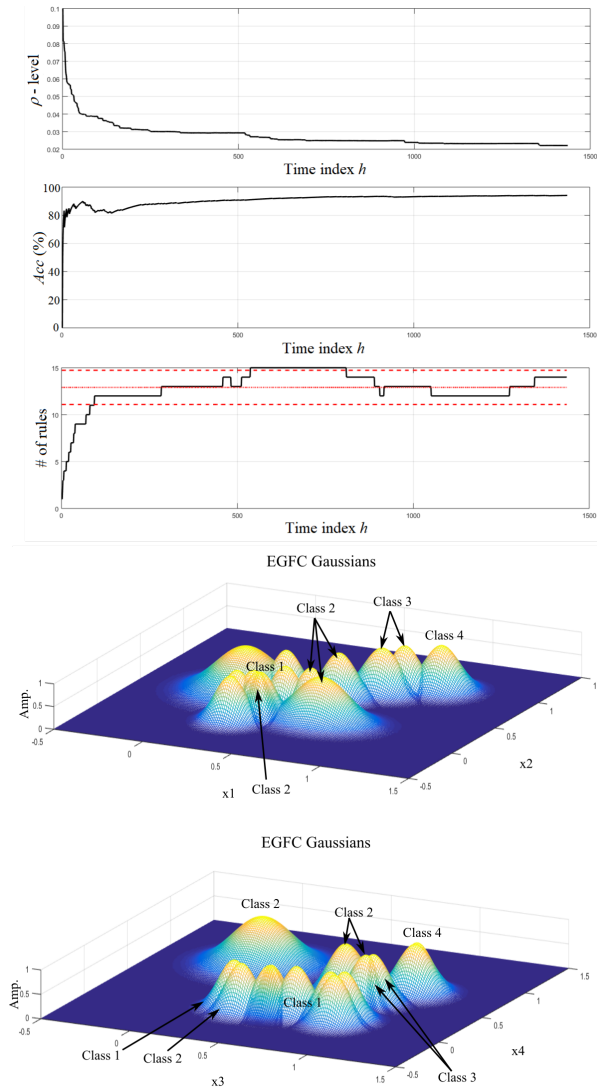 0.1
0.09
0.08
0.07
0.06
0.05
0.04
0.03
0.02
ρ - level
0 500 1000 1500
Time index h
100
80
60
40
20
0
Acc (%)
0 500 1000 1500
Time index h
15
10
5
0
# of rules
0 500 1000 1500
Time index h
EGFC Gaussians
Class 2
Class 3
Class 4
Class 1
Amp.
1
0.5
0
-0.5
0
0.5
1
1.5
-0.5
0
0.5
1
x1
x2
Class 2
EGFC Gaussians
Class 2
Class 2
Class 4
Class 1
Amp.
1
0.5
0
-0.5
0
0.5
1
1.5
-0.5
0
0.5
1
1.5
Class 1
Class 2
Class 3
x3
x4